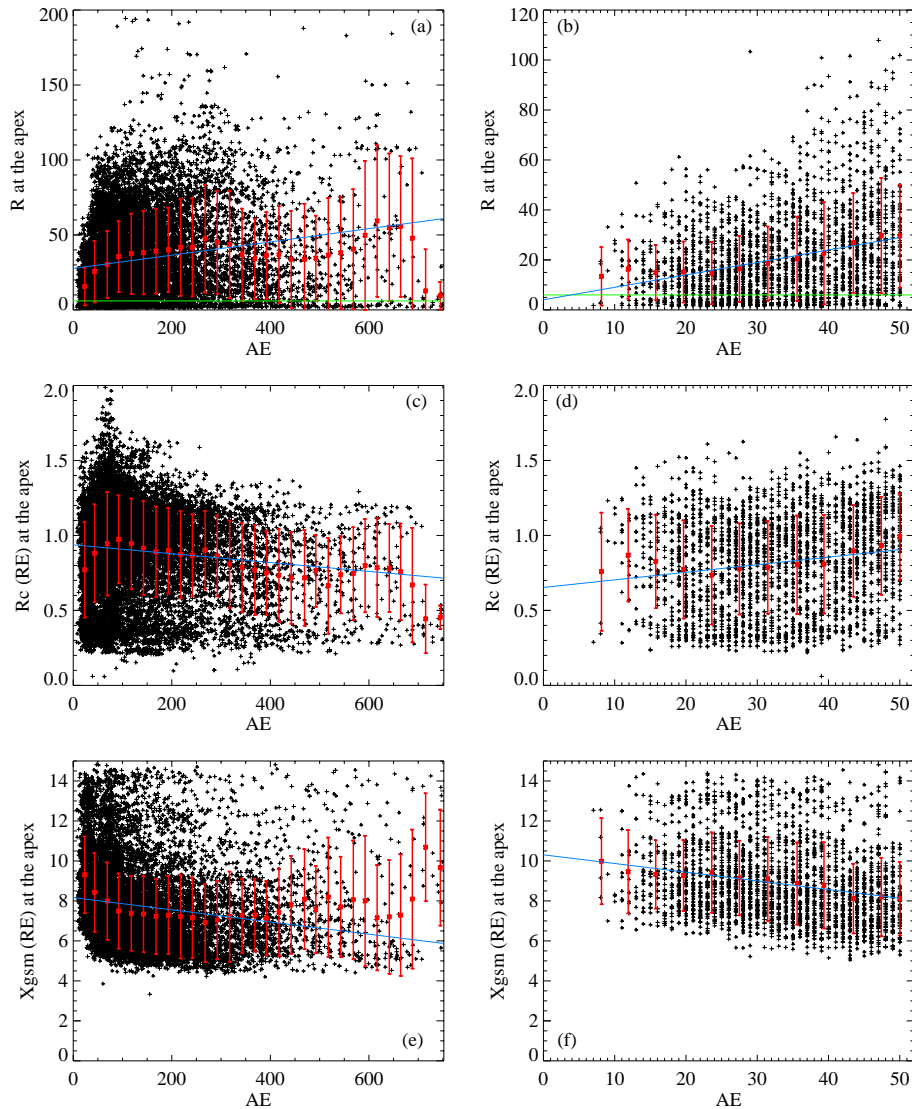 (a)
200
150
100
50
0
R at the apex
0 200 400 600
AE
(b)
120
100
80
60
40
20
0
R at the apex
0 10 20 30 40 50
AE
(c)
2.0
1.5
1.0
0.5
0.0
Rc (RE) at the apex
0 200 400 600
AE
(d)
2.0
1.5
1.0
0.5
0.0
Rc (RE) at the apex
0 10 20 30 40 50
AE
14
12
10
8
6
4
2
0
Xgsm (RE) at the apex
(e)
0 200 400 600
AE
14
12
10
8
6
4
2
0
Xgsm (RE) at the apex
(f)
0 10 20 30 40 50
AE